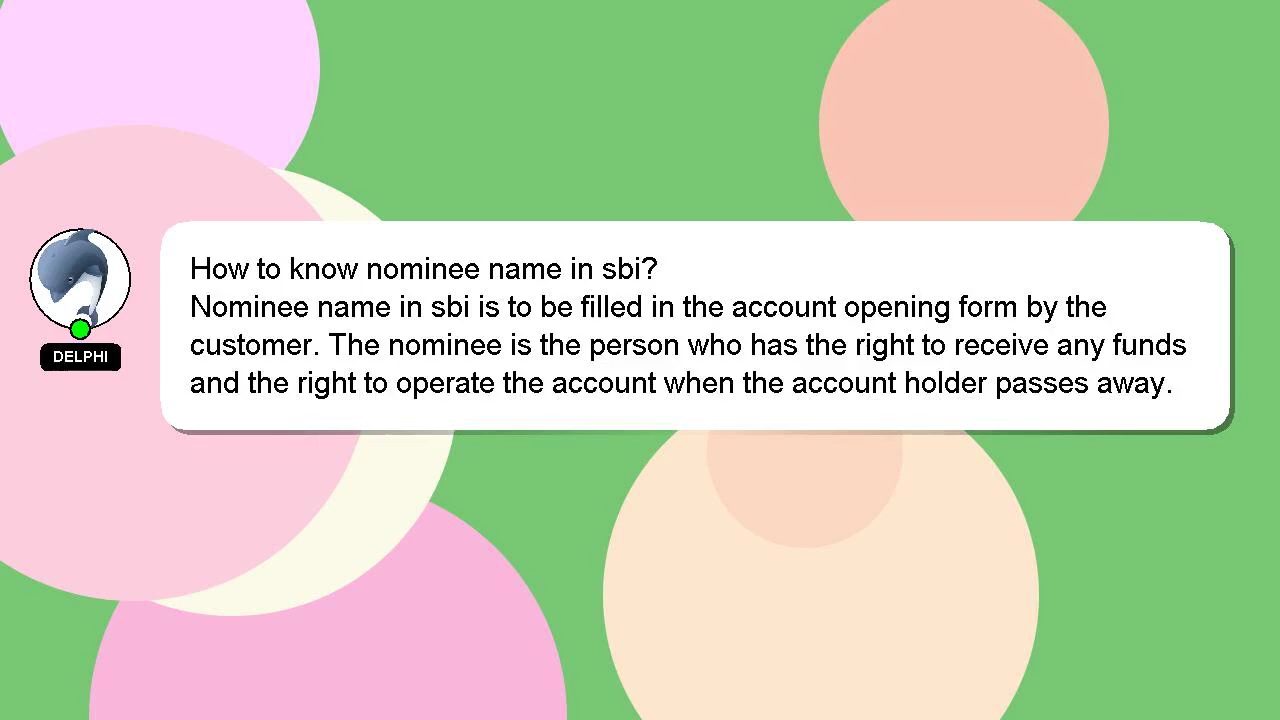 How to know nominee name in sbi?
Nominee name in sbi is to be filled in the account opening form by the
customer. The nominee is the person who has the right to receive any funds
and the right to operate the account when the account holder passes away.
DELPHI